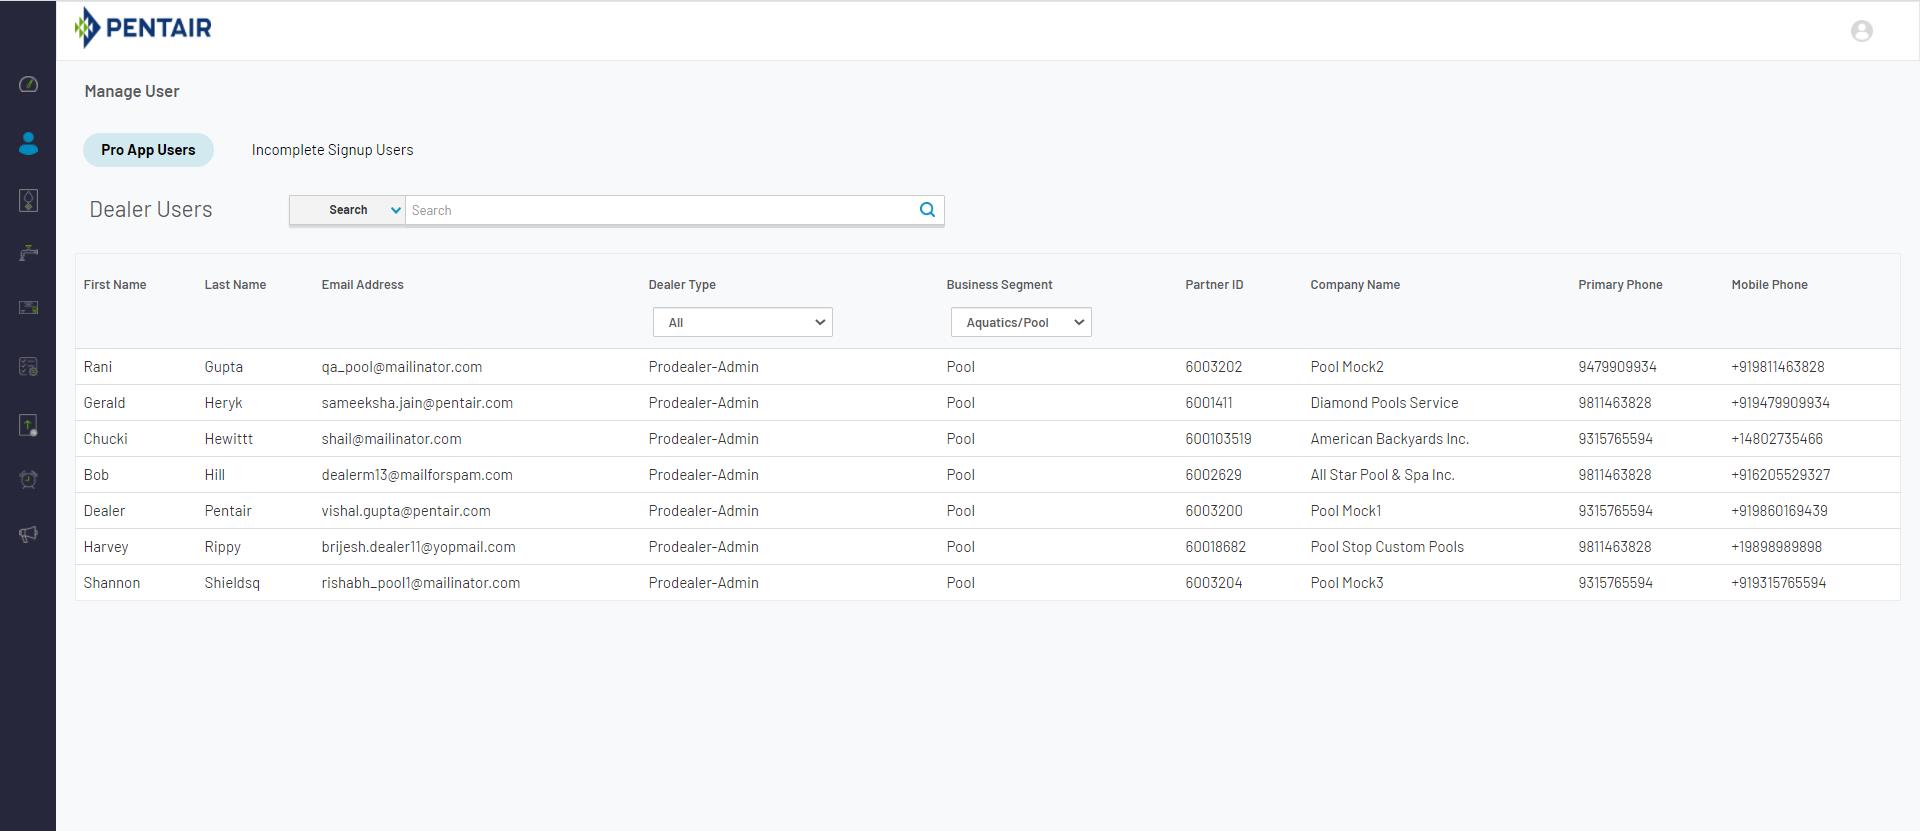 PENTAIR
Manage User
Pro App Users Incomplete Signup Users
Dealer Users Search Search
First Name Last Name Email Address Dealer Type Business Segment Partner ID Company Name Primary Phone Mobile Phone
All Aquatics/Pool
Rani Gupta qa_pool@mailinator.com Prodealer-Admin Pool 6003202 Pool Mock2 9479909934 +919811463828
Gerald Heryk sameeksha.jain@pentair.com Prodealer-Admin Pool 6001411 Diamond Pools Service 9811463828 +919479909934
Chucki Hewittt shail@mailinator.com Prodealer-Admin Pool 600103519 American Backyards Inc. 9315765594 +14802735466
Bob Hill dealerm13@mailforspam.com Prodealer-Admin Pool 6002629 All Star Pool & Spa Inc. 9811463828 +916205529327
Dealer Pentair vishal.gupta@pentair.com Prodealer-Admin Pool 6003200 Pool Mock1 9315765594 +919860169439
Harvey Rippy brijesh.dealer11@yopmail.com Prodealer-Admin Pool 60018682 Pool Stop Custom Pools 9811463828 +19898989898
Shannon Shieldsq rishabh_pool1@mailinator.com Prodealer-Admin Pool 6003204 Pool Mock3 9315765594 +919315765594